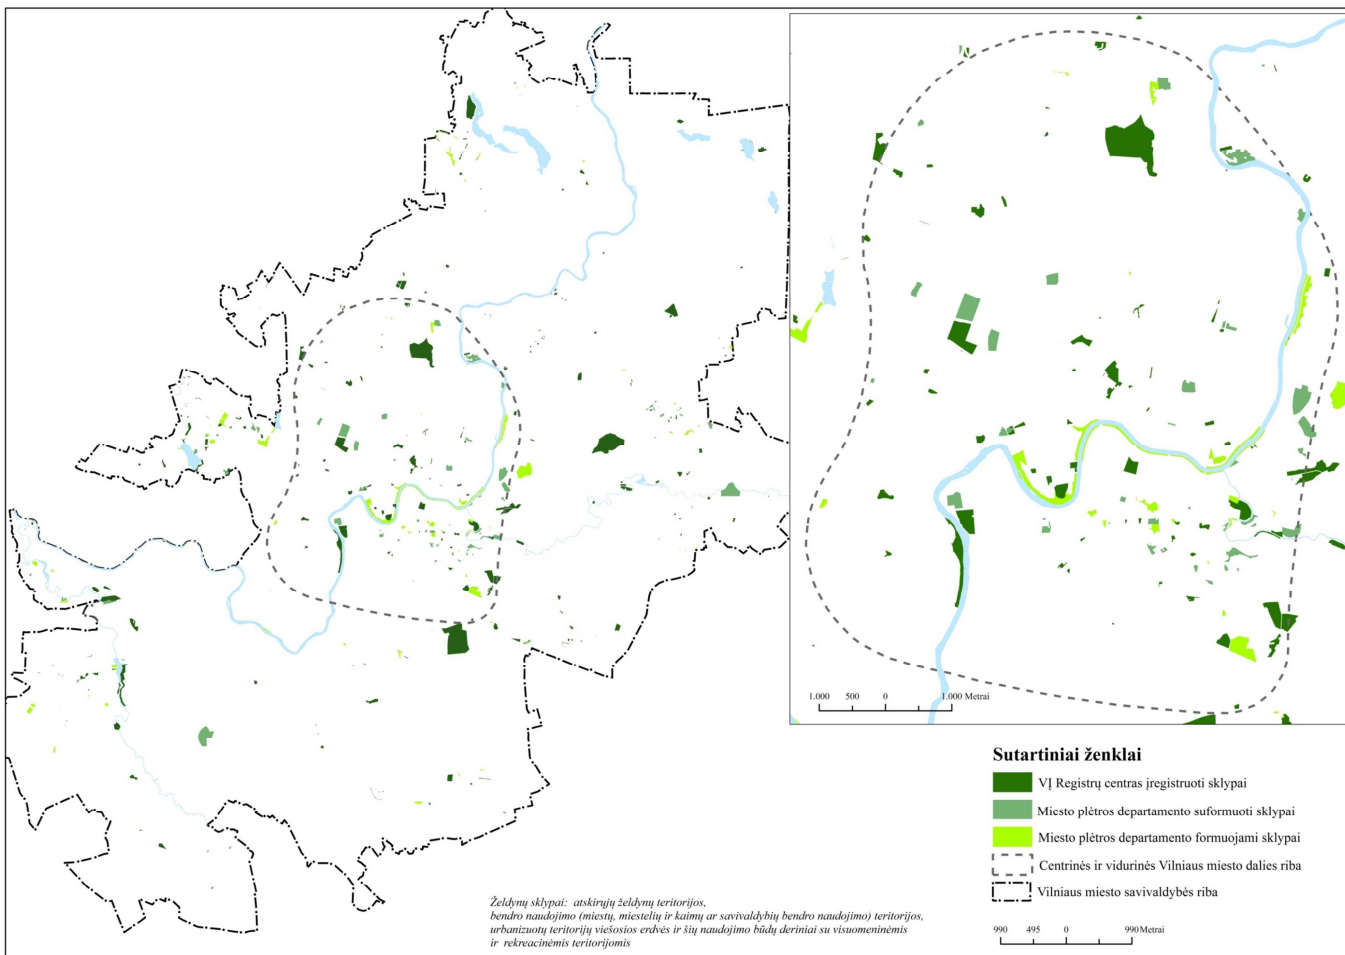 1.000 500 0 1.000 Metrai
Sutartiniai ženklai
VĮ Registrų centras įregistruoti sklypai
Miesto plėtros departamento suformuoti sklypai
Miesto plėtros departamento formuojami sklypai
Centrinės ir vidurinės Vilniaus miesto dalies riba
Vilniaus miesto savivaldybės riba
Želdynų sklypai: atskirųjų želdynų teritorijos,
bendro naudojimo (miestų, miestelių ir kaimų ar savivaldybių bendro naudojimo) teritorijos,
urbanizuotų teritorijų viešosios erdvės ir šių naudojimo būdų deriniai su visuomeninėmis
ir rekreacinėmis teritorijomis
990 495 0 990 Metrai